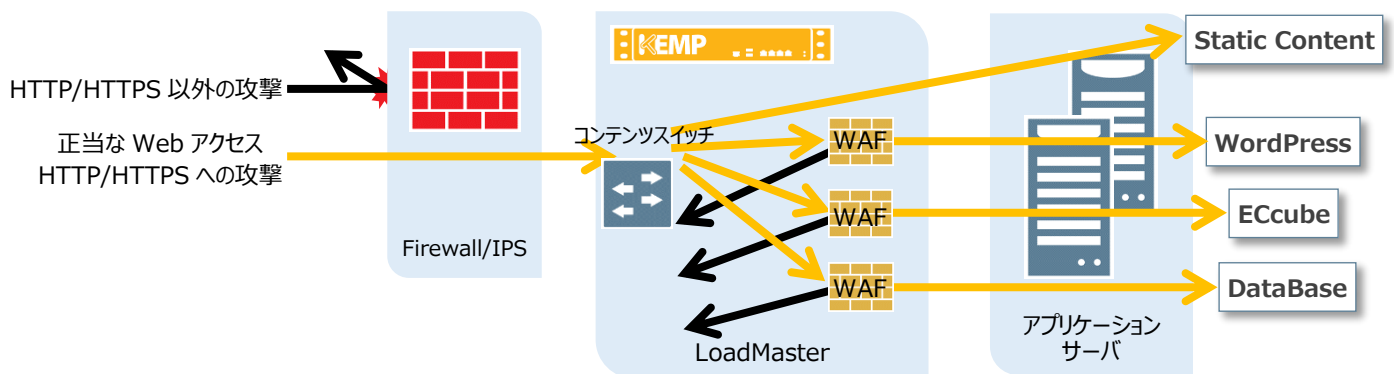 KEMP
Static Content
HTTP/HTTPS 以外の攻撃
正当な Web アクセス
HTTP/HTTPS への攻撃
コンテンツスイッチ
WAF
WordPress
WAF
ECcube
Firewall/IPS
WAF
DataBase
LoadMaster
アプリケーション
サーバ